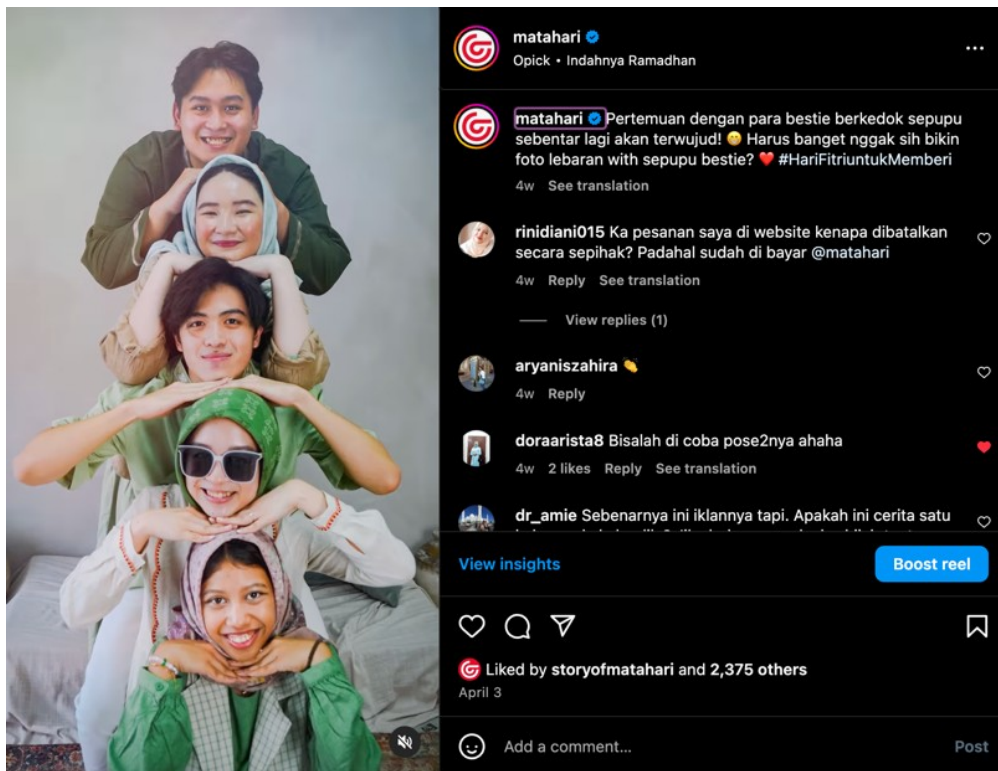 matahari
Opick • Indahnya Ramadhan
matahari Pertemuan dengan para bestie berkedok sepupu
sebentar lagi akan terwujud! 😁 Harus banget nggak sih bikin
foto lebaran with sepupu bestie? ❤️ #HariFitriuntukMemberi
4w See translation
rinidiani015 Ka pesanan saya di website kenapa dibatalkan
secara sepihak? Padahal sudah di bayar @matahari
4w Reply See translation
View replies (1)
aryaniszahira 👏
4w Reply
doraarista8 Bisalah di coba pose2nya ahaha
4w 2 likes Reply See translation
dr_amie Sebenarnya ini iklannya tapi. Apakah ini cerita satu
View insights
Boost reel
Liked by storyofmatahari and 2,375 others
April 3
Add a comment...
Post